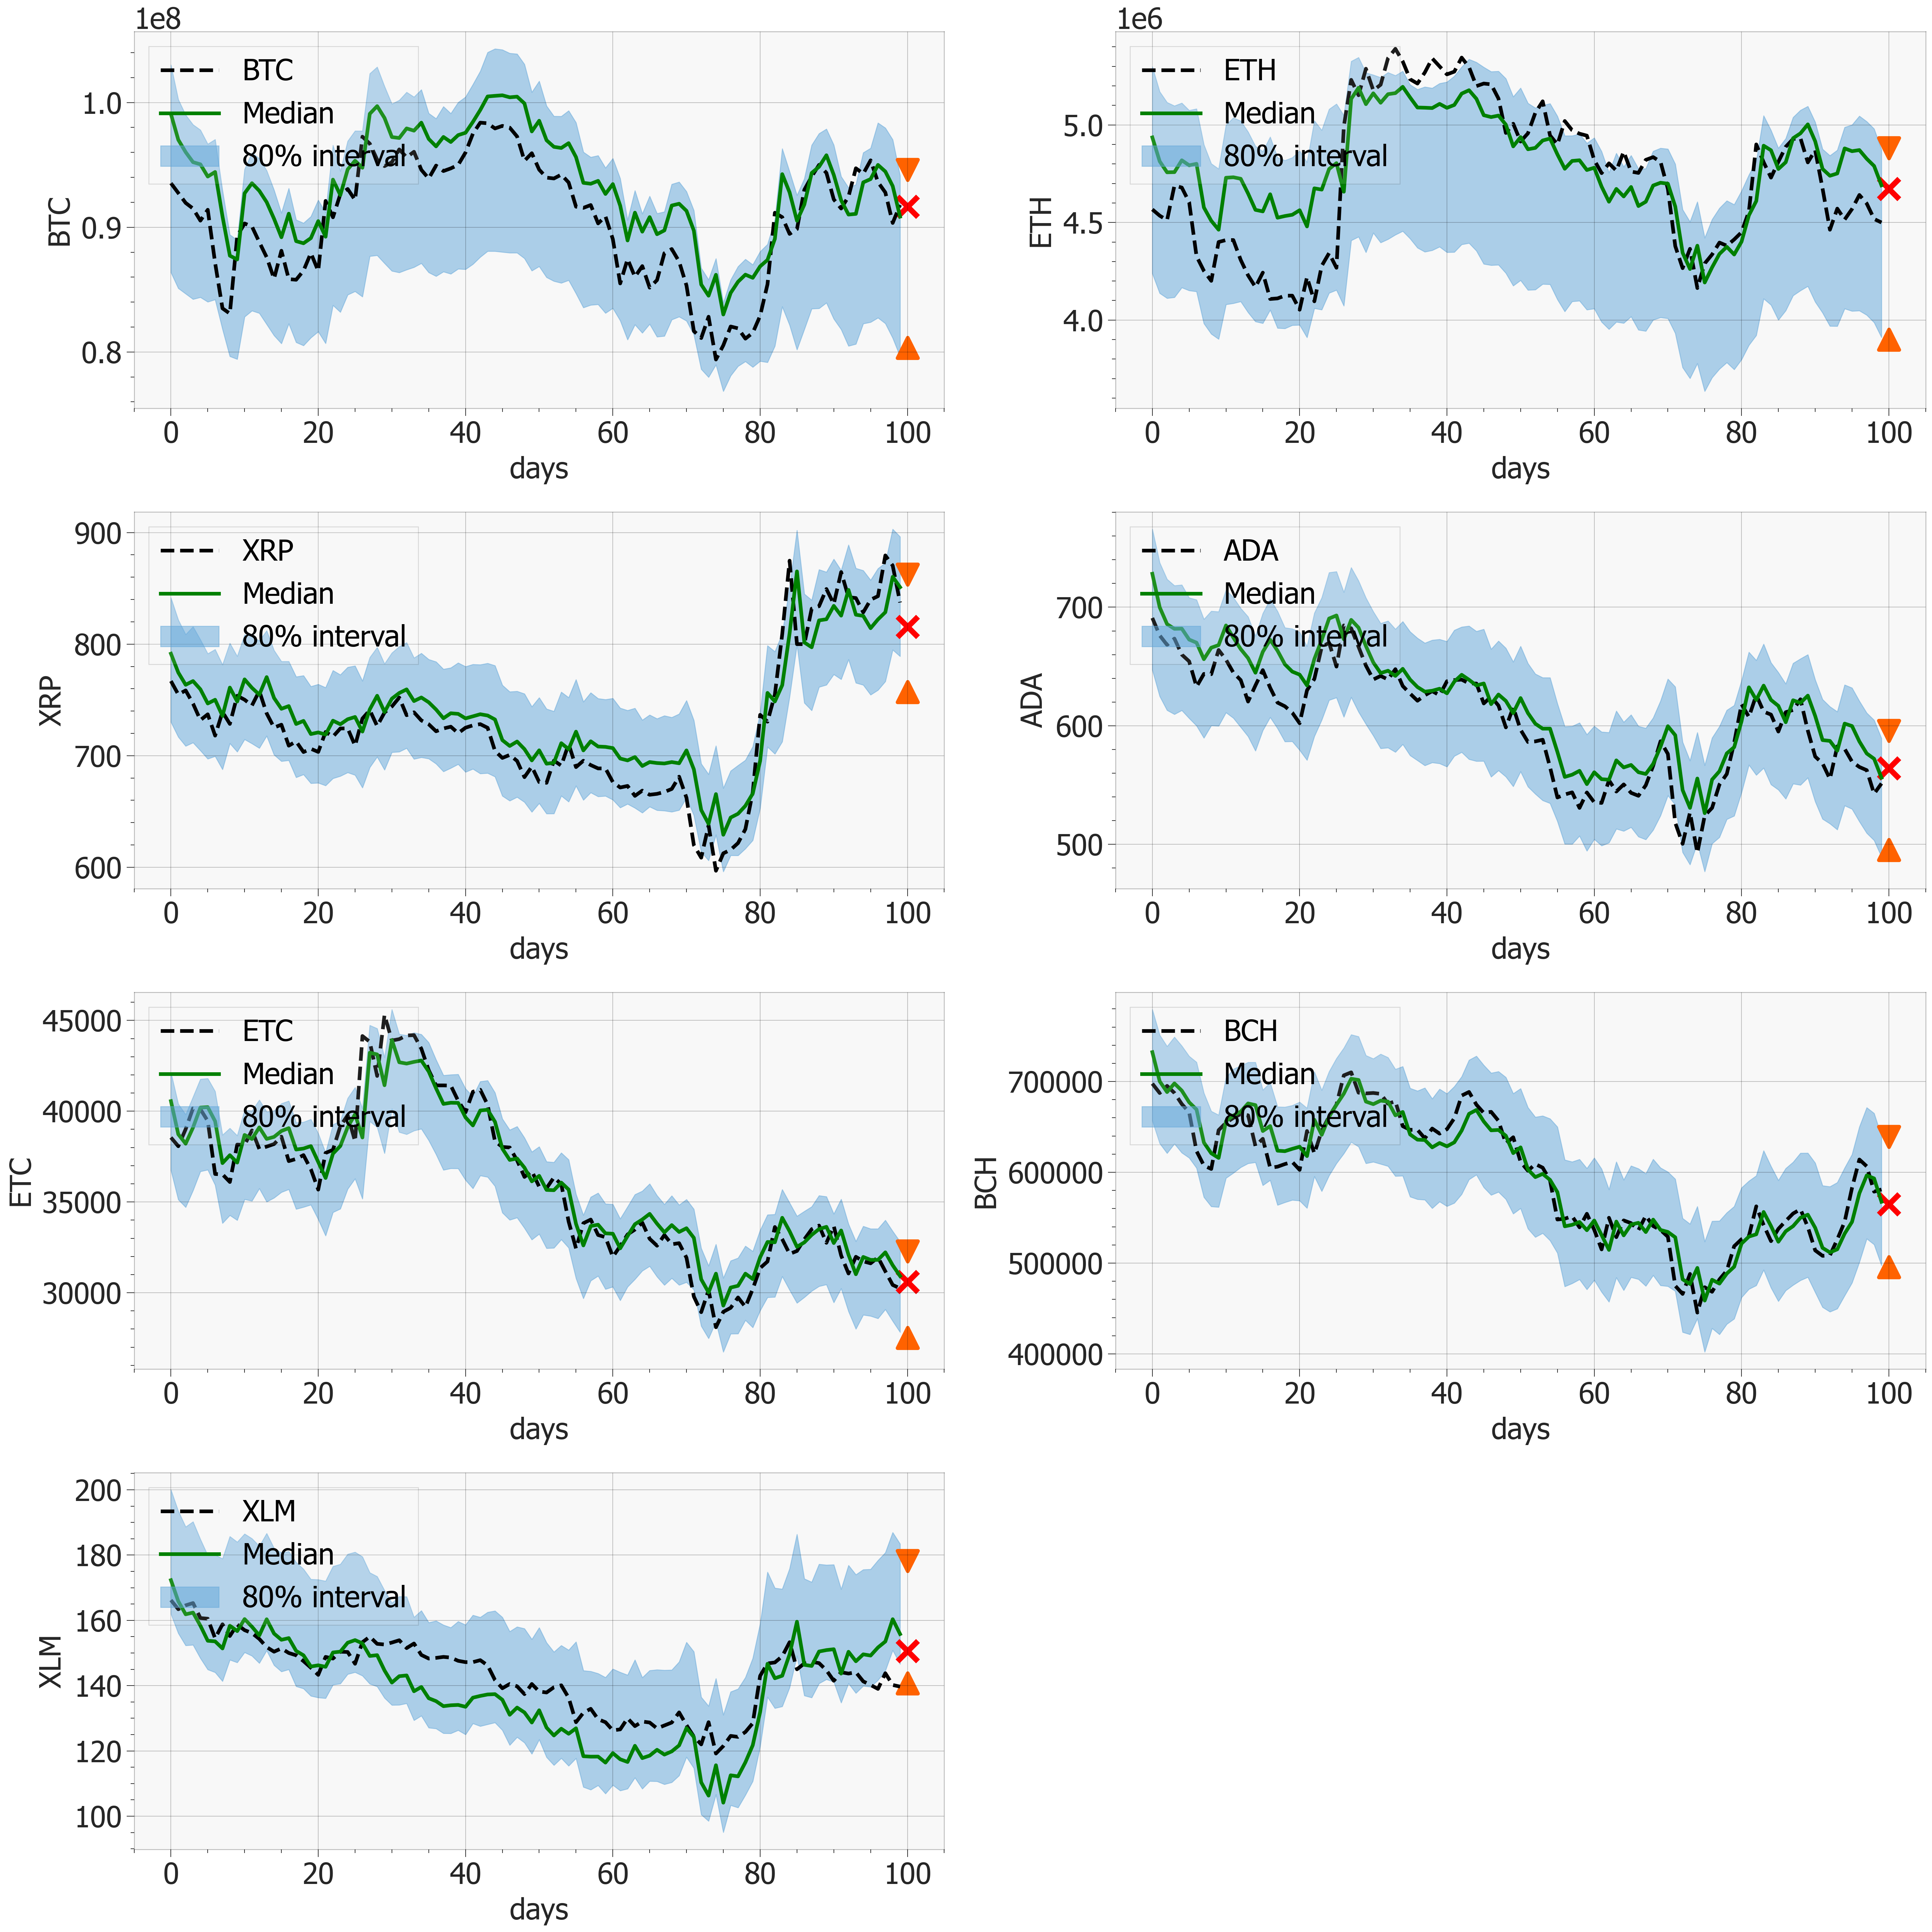 1e8
BTC
Median
80% interval
1.0
0.9
0.8
BTC
0 20 40 60 80 100
days
1e6
ETH
Median
80% interval
5.0
4.5
4.0
ETH
0 20 40 60 80 100
days
XRP
Median
80% interval
900
800
700
600
XRP
0 20 40 60 80 100
days
ADA
Median
80% interval
700
600
500
ADA
0 20 40 60 80 100
days
ETC
Median
80% interval
45000
40000
35000
30000
ETC
0 20 40 60 80 100
days
BCH
Median
80% interval
700000
600000
500000
400000
BCH
0 20 40 60 80 100
days
XLM
Median
80% interval
200
180
160
140
120
100
XLM
0 20 40 60 80 100
days